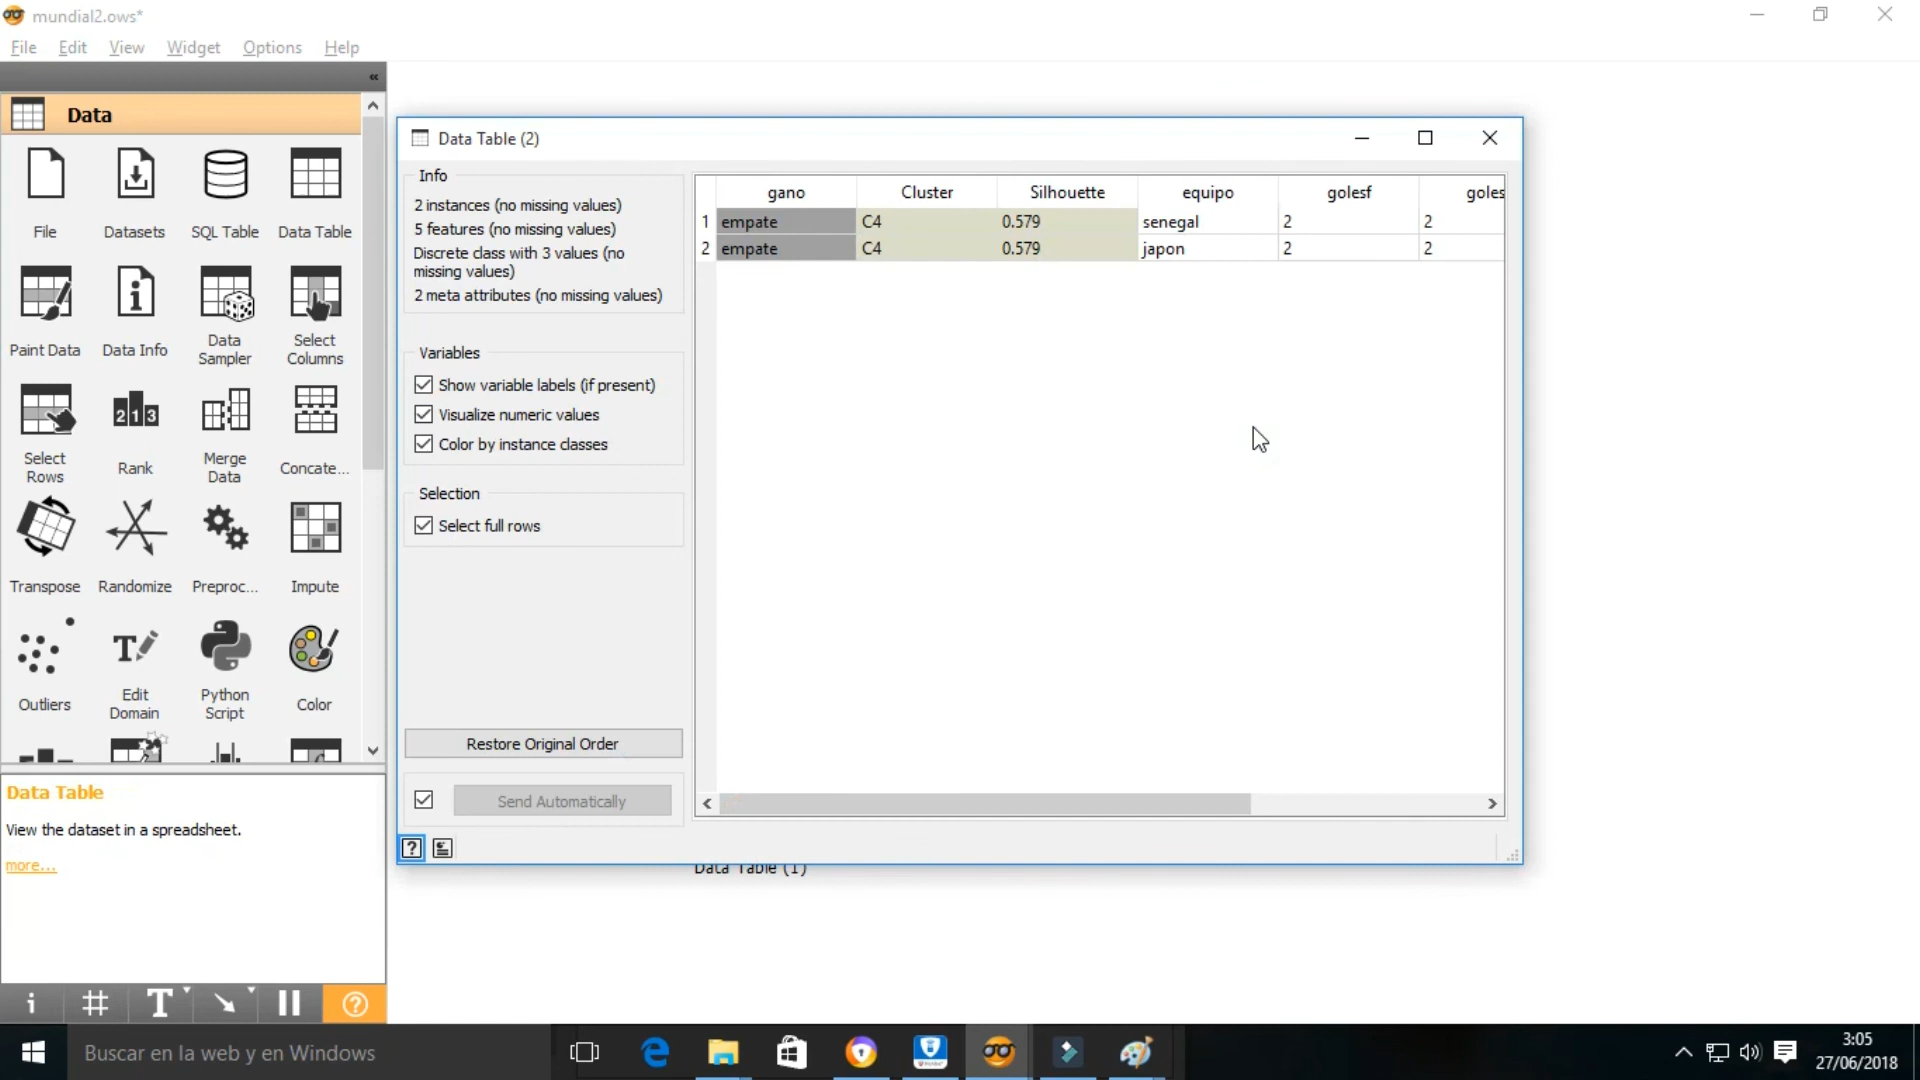 mundial2.ows*
File Edit View Widget Options Help
«
Data
File Datasets SQL Table Data Table
Paint Data Data Info Data Sampler Select Columns
Select Rows Rank Merge Data Concate...
Transpose Randomize Preproc... Impute
Outliers Edit Domain Python Script Color
Data Table
View the dataset in a spreadsheet.
more...
Data Table (2)
Info
2 instances (no missing values)
5 features (no missing values)
Discrete class with 3 values (no
missing values)
2 meta attributes (no missing values)
Variables
Show variable labels (if present)
Visualize numeric values
Color by instance classes
Selection
Select full rows
Restore Original Order
Send Automatically
gano Cluster Silhouette equipo golesf goles
1 empate C4 0.579 senegal 2 2
2 empate C4 0.579 japon 2 2
Data Table (1)
Buscar en la web y en Windows
3:05
27/06/2018